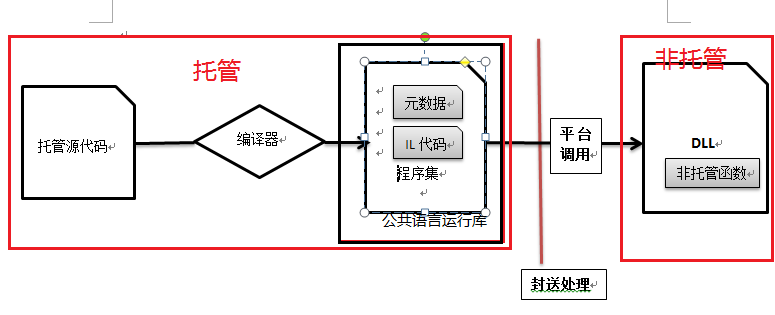 托管
非托管
托管源代码
编译器
元数据
IL 代码
程序集
公共语言运行库
平台
调用
DLL
非托管函数
封送处理